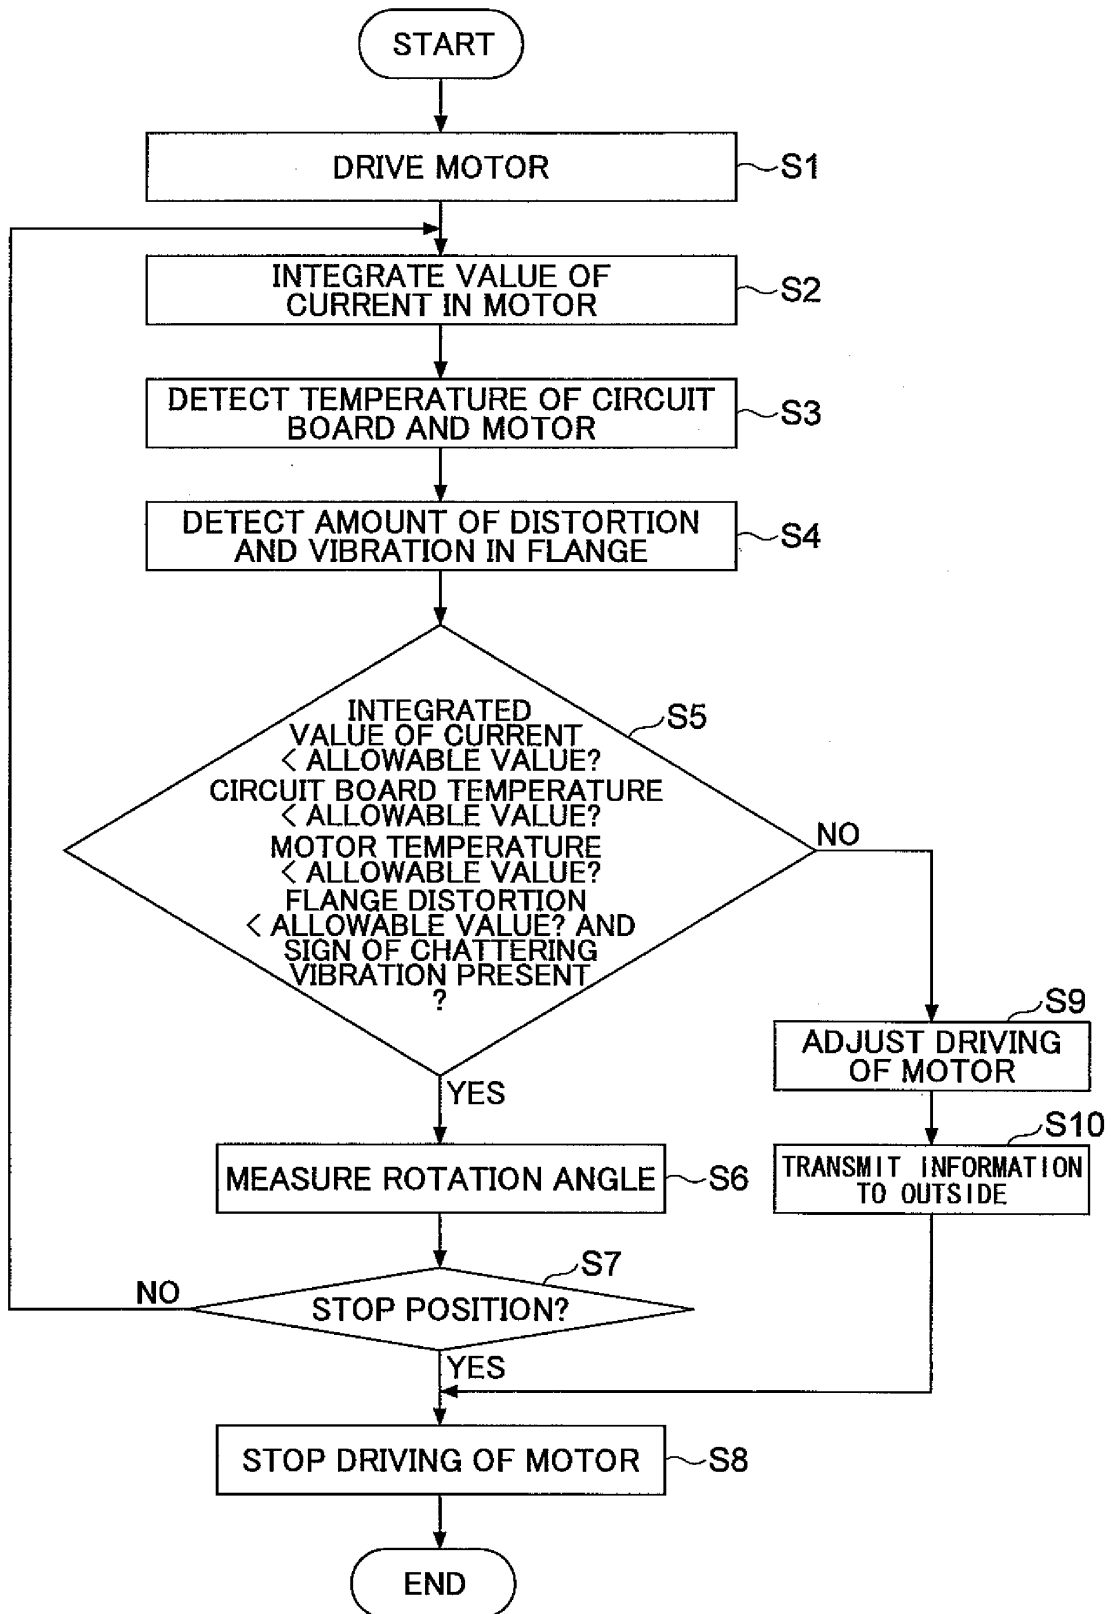 START
DRIVE MOTOR
S1
INTEGRATE VALUE OF
CURRENT IN MOTOR
S2
DETECT TEMPERATURE OF CIRCUIT
BOARD AND MOTOR
S3
DETECT AMOUNT OF DISTORTION
AND VIBRATION IN FLANGE
S4
INTEGRATED
VALUE OF CURRENT
< ALLOWABLE VALUE?
CIRCUIT BOARD TEMPERATURE
< ALLOWABLE VALUE?
MOTOR TEMPERATURE
< ALLOWABLE VALUE?
FLANGE DISTORTION
< ALLOWABLE VALUE? AND
SIGN OF CHATTERING
VIBRATION PRESENT
?
S5
NO
YES
S9
ADJUST DRIVING
OF MOTOR
S10
TRANSMIT INFORMATION
TO OUTSIDE
MEASURE ROTATION ANGLE
S6
S7
NO
STOP POSITION?
YES
STOP DRIVING OF MOTOR
S8
END